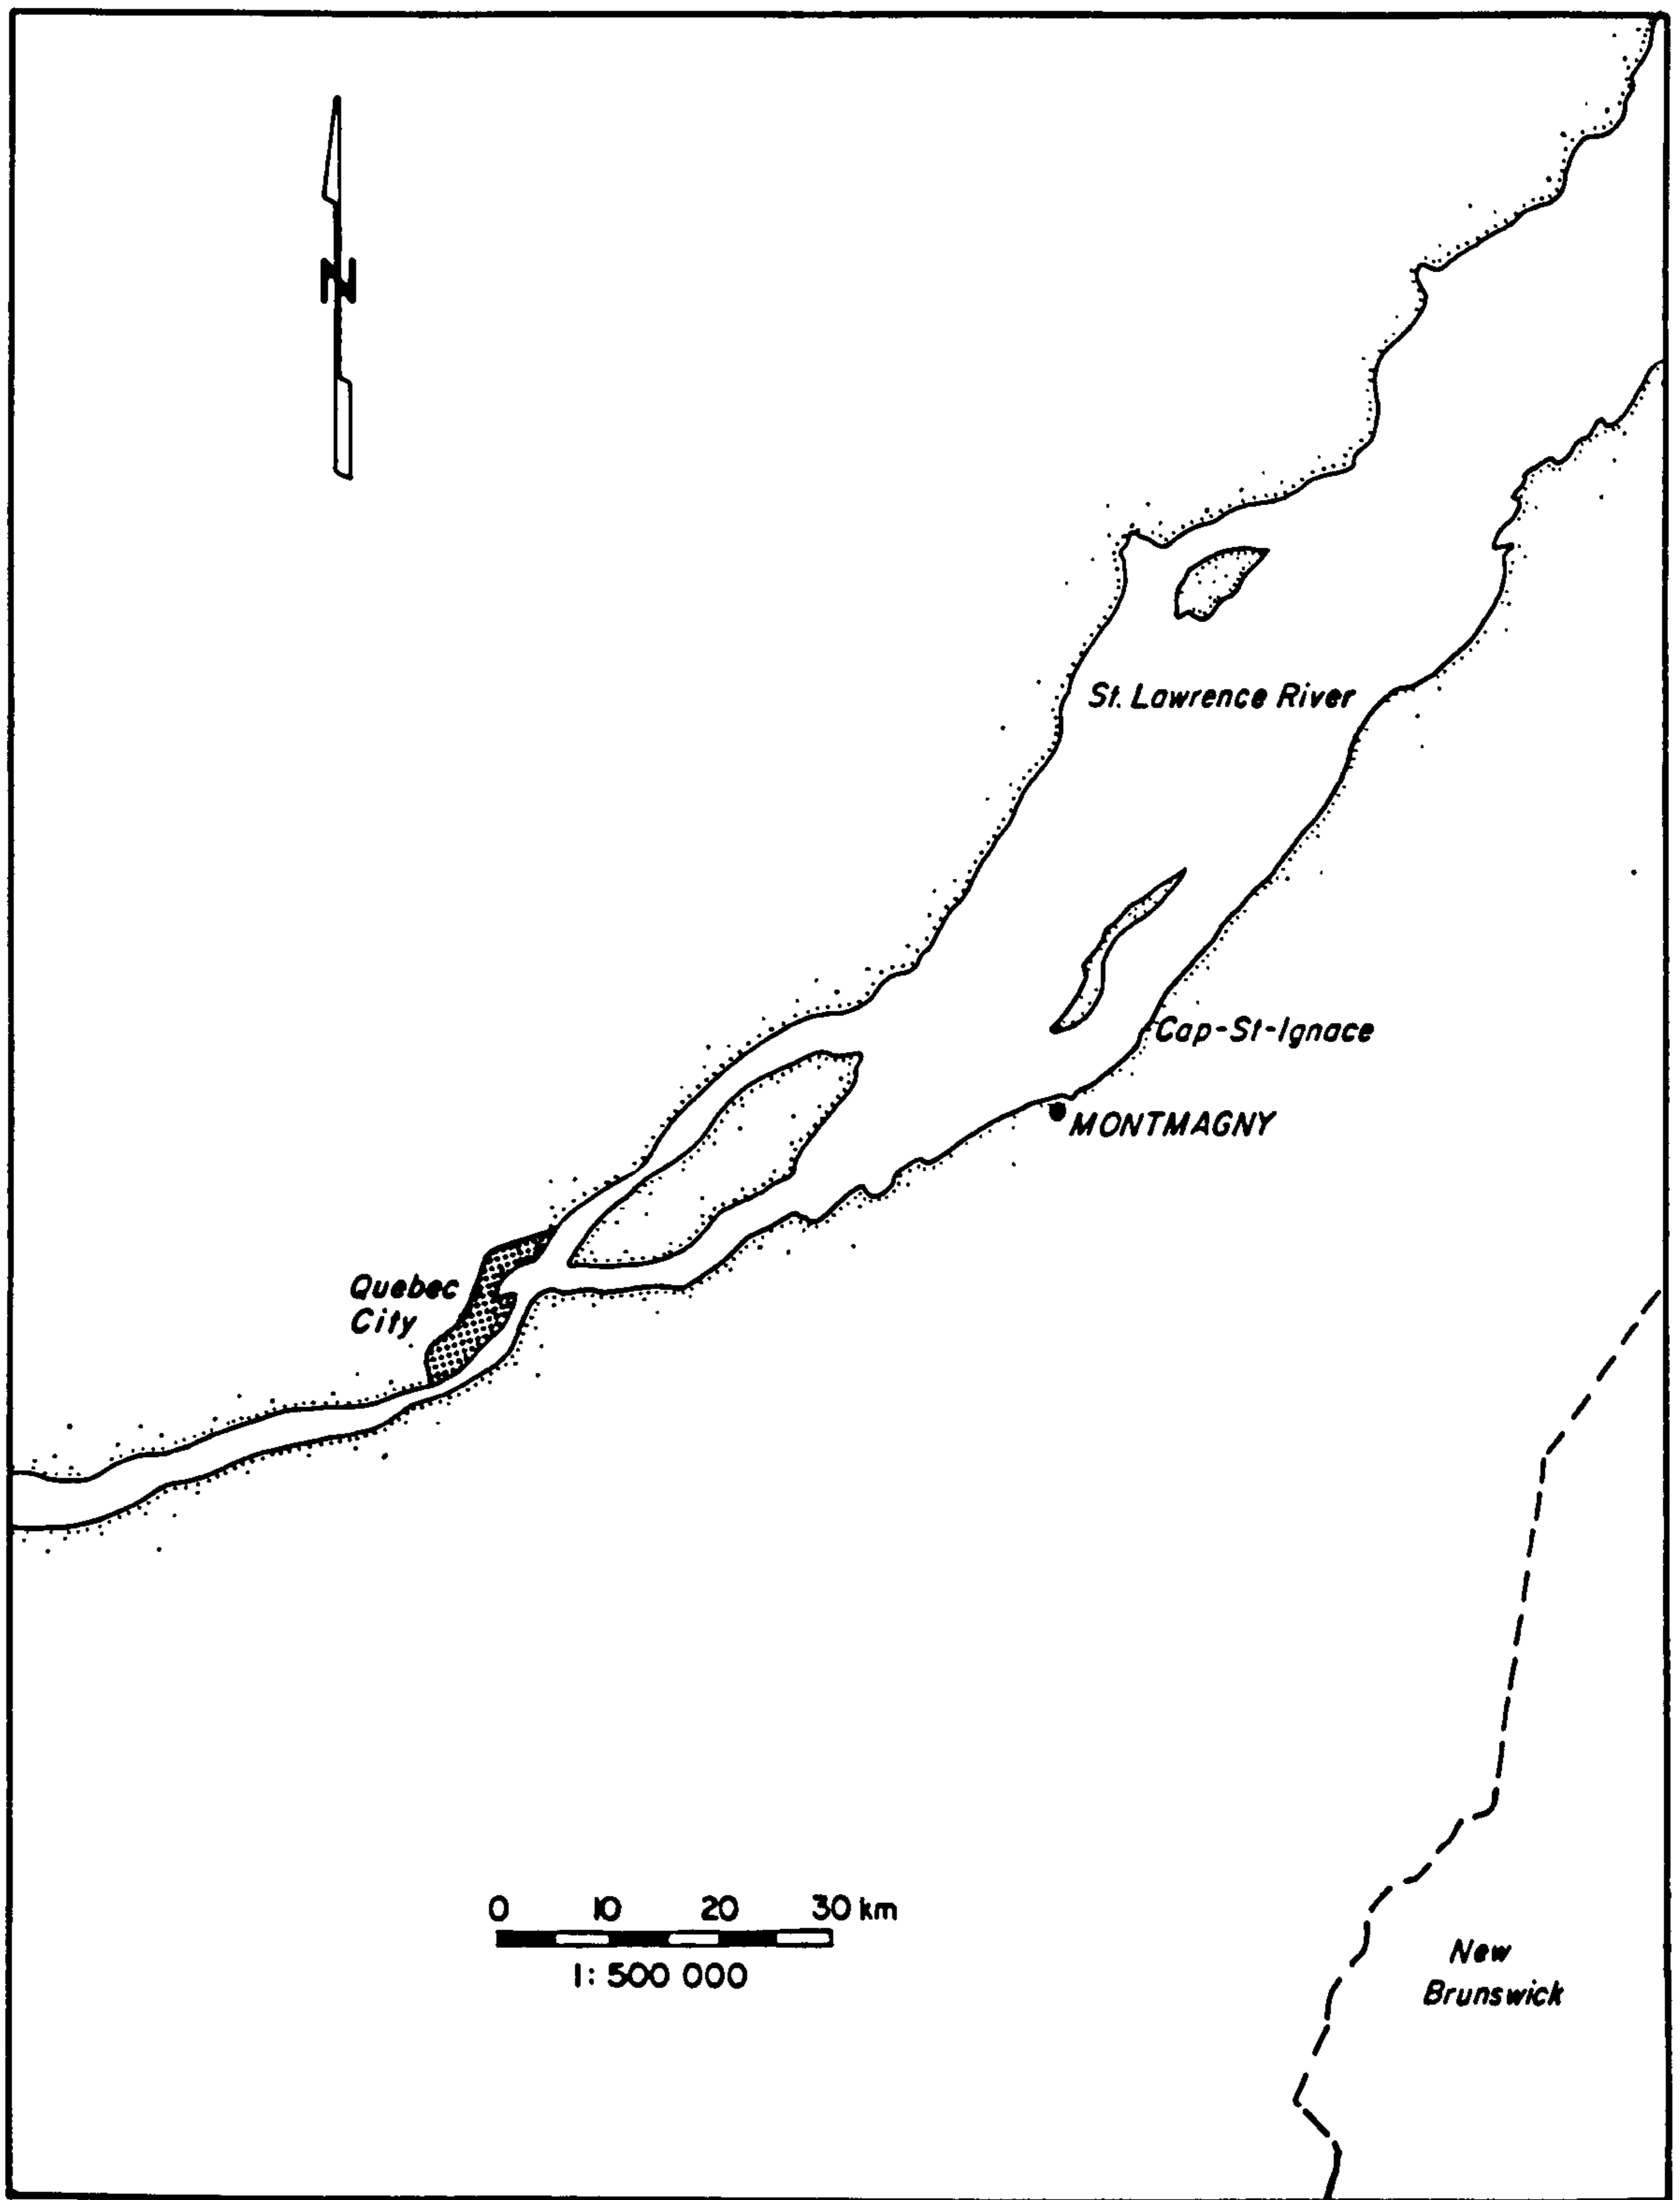 N
St. Lawrence River
Cap-St-Ignace
MONTMAGNY
Quebec
City
0 10 20 30 km
1: 500 000
New
Brunswick